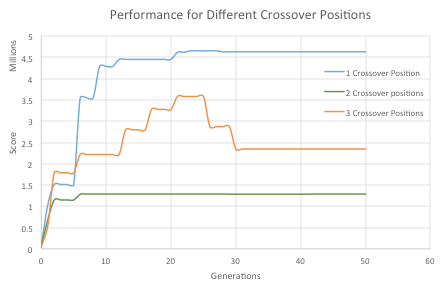 Performance for Different Crossover Positions
Millions
Score
5
4.5
4
3.5
3
2.5
2
1.5
1
0.5
0
0 10 20 30 40 50 60
Generations
1 Crossover Position
2 Crossover positions
3 Crossover Positions